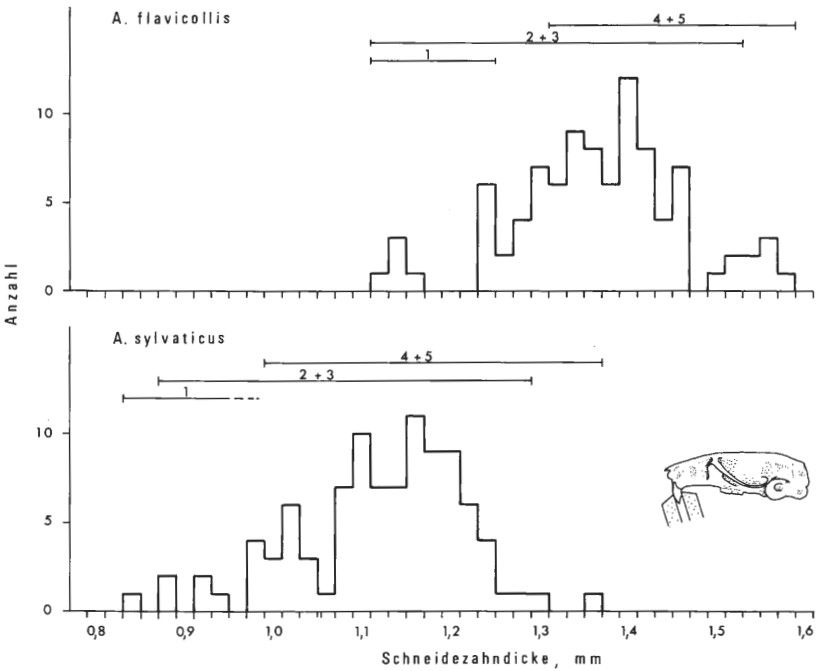 A. flavicollis
4 + 5
2 + 3
1
10
5
0
Anzahl
A. sylvaticus
4 + 5
2 + 3
1
10
5
0
0,8 0,9 1,0 1,1 1,2 1,3 1,4 1,5 1,6
Schneidezahndicke, mm